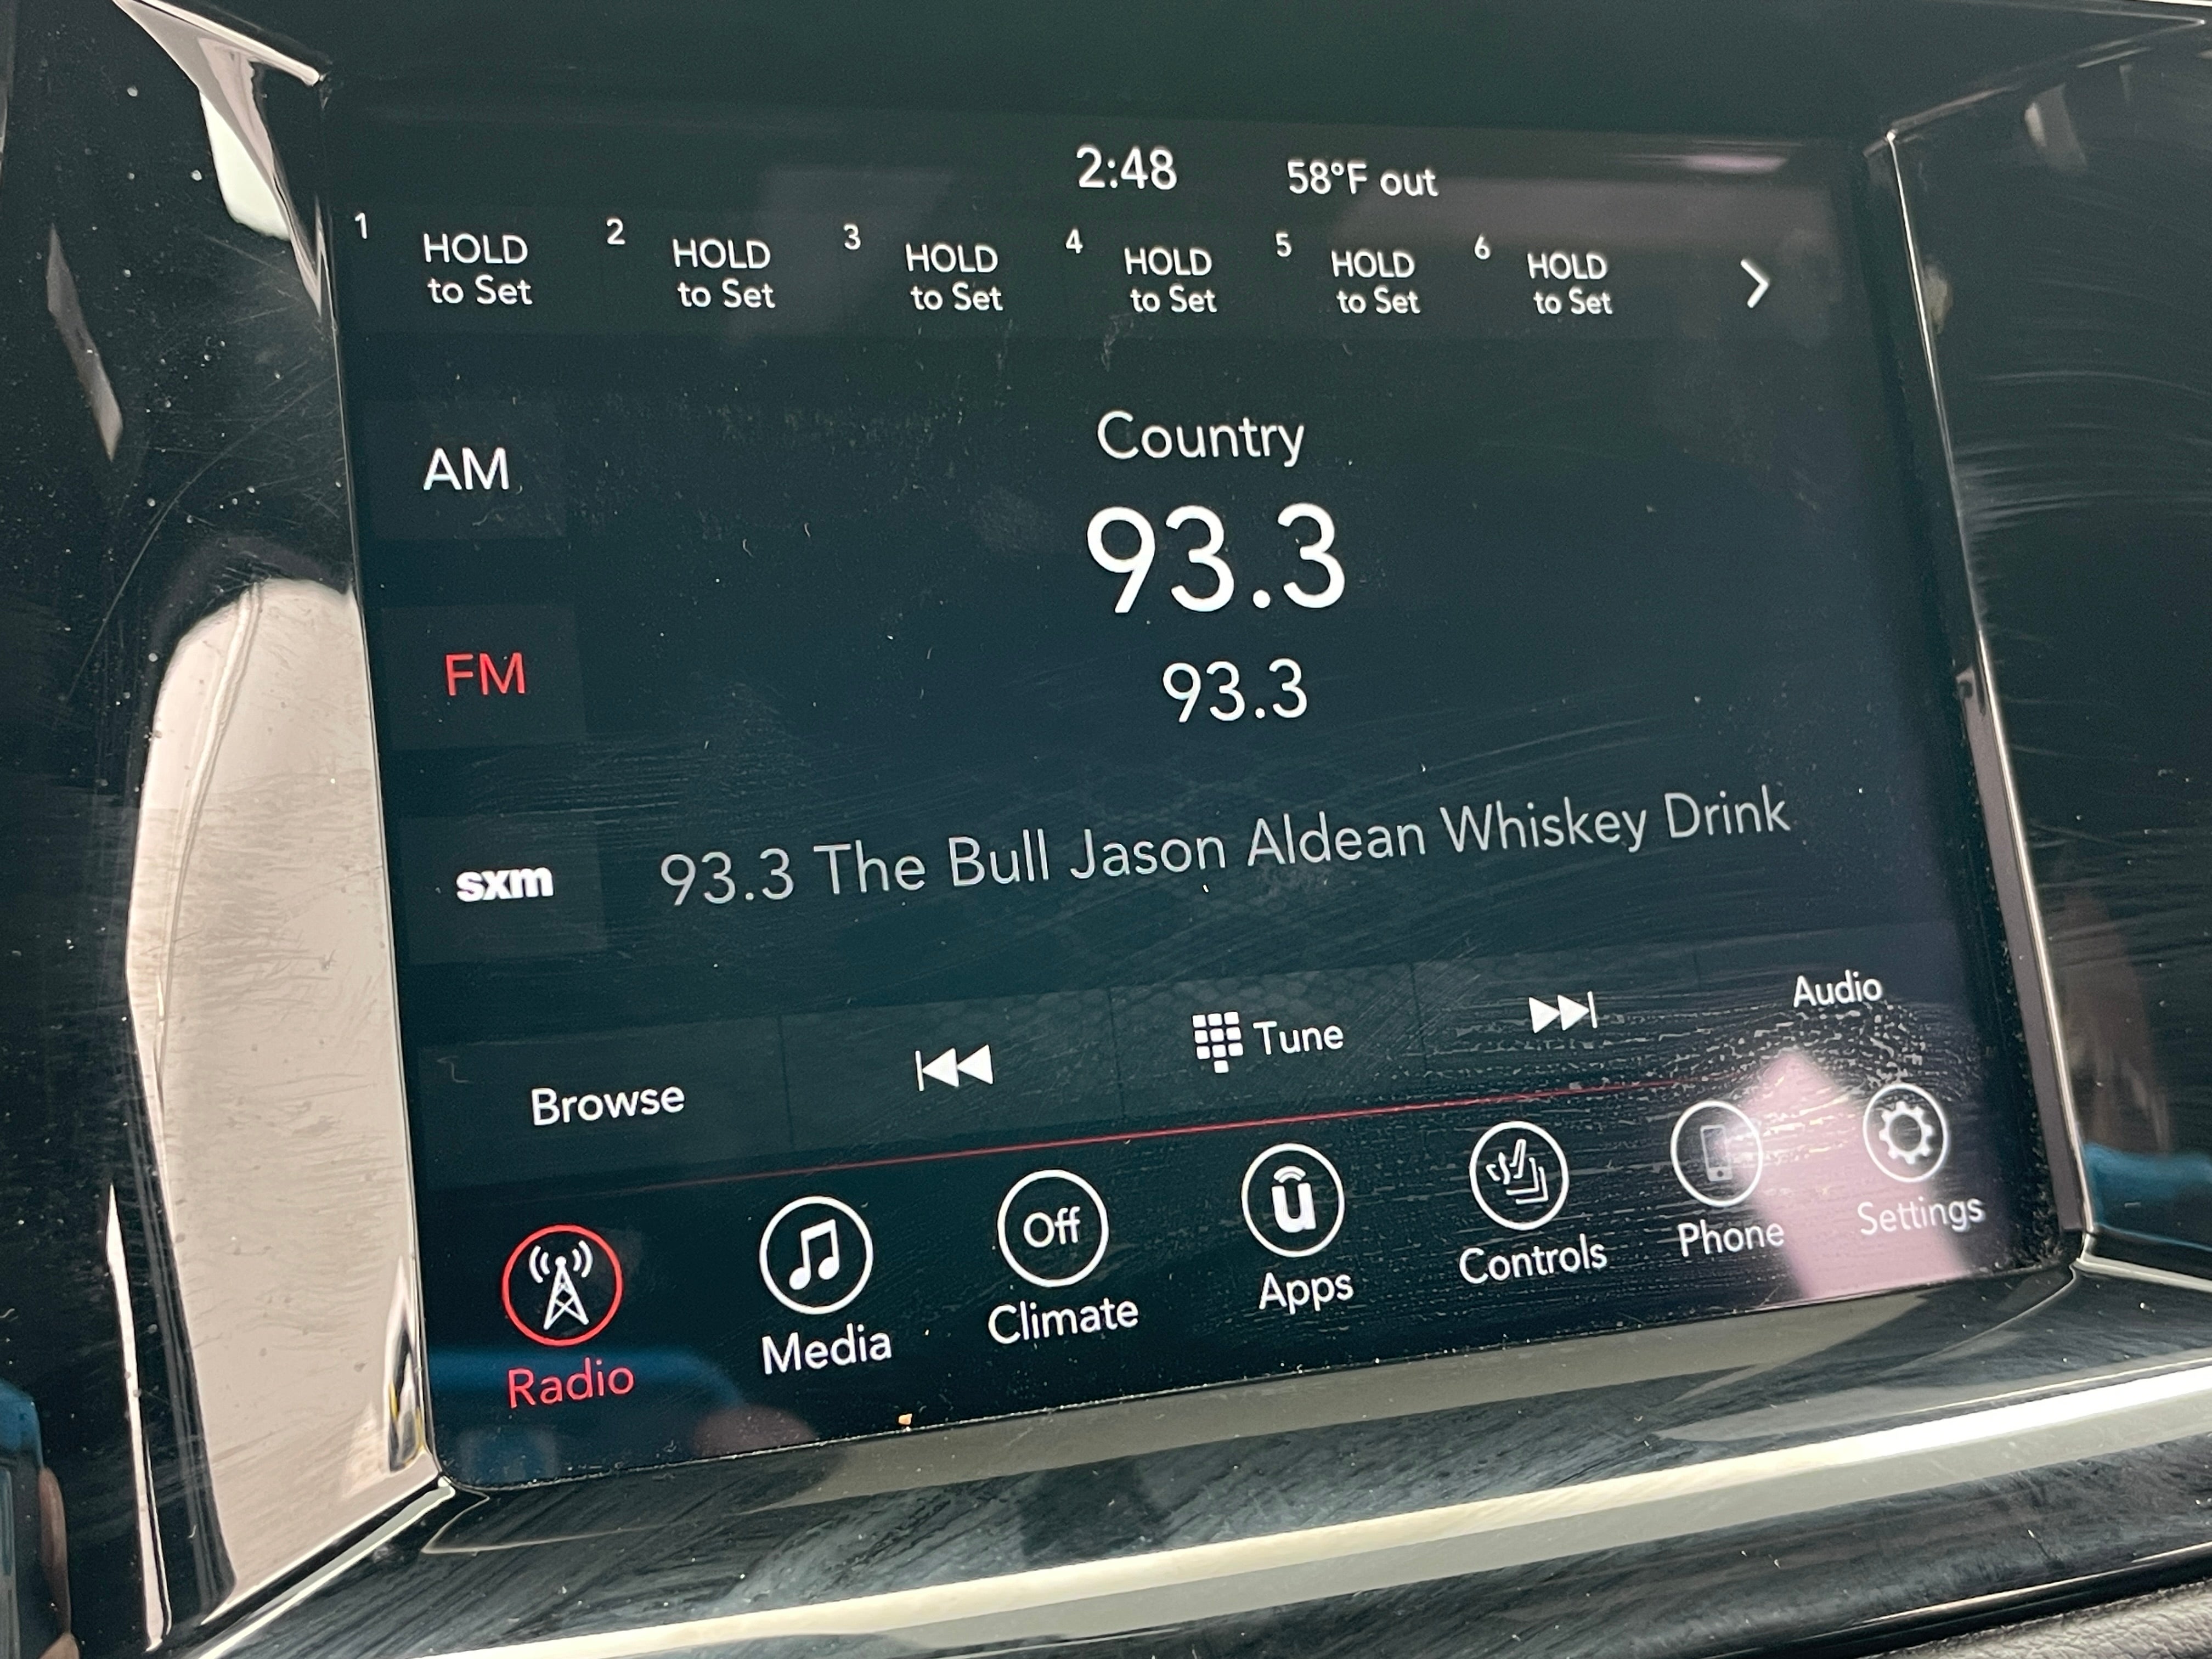 2:48 58°F out
1 HOLD to Set
2 HOLD to Set
3 HOLD to Set
4 HOLD to Set
5 HOLD to Set
6 HOLD to Set
Country
AM
93.3
FM
93.3
sxm
93.3 The Bull Jason Aldean Whiskey Drink
Browse
Tune
Audio
Off
u
Radio
Media
Climate
Apps
Controls
Phone
Settings